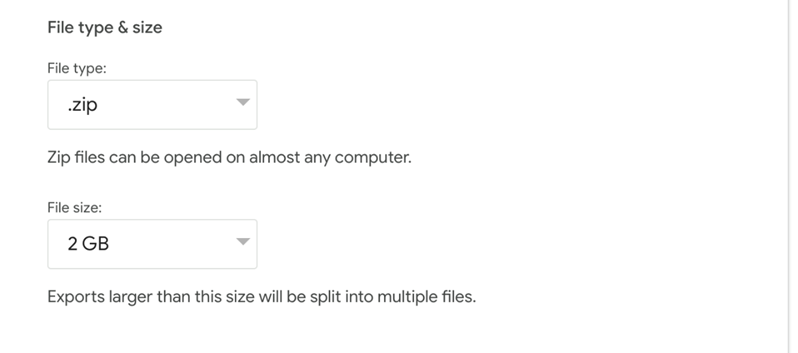 File type & size
File type:
.zip
Zip files can be opened on almost any computer.
File size:
2 GB
Exports larger than this size will be split into multiple files.